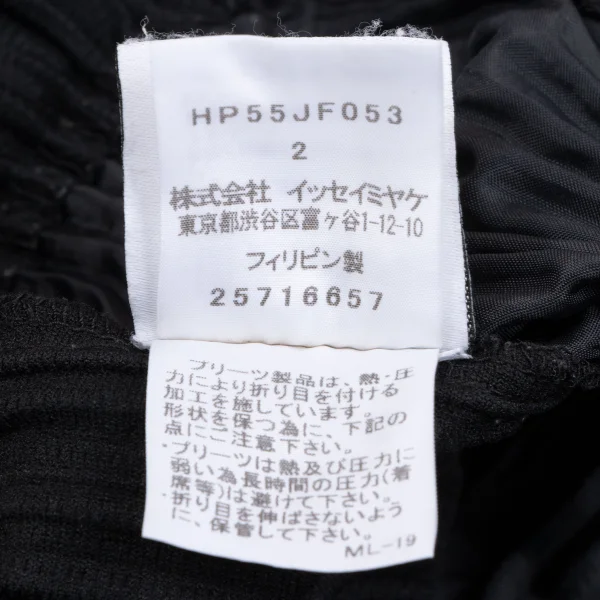 HP55JF053
2
株式会社 イッセイミヤケ
東京都渋谷区富ヶ谷1-12-10
フィリピン製
25716657
プリーツ製品は、熱・圧
力により折り目を付ける
加工を施しています。
形状を保つ為に、下記の
点にご注意下さい。
・プリーツは熱及び圧力に
弱い為長時間の圧力(着
席等)は避けて下さい。
・折り目を伸ばさないよう
に、保管して下さい。
ML-19